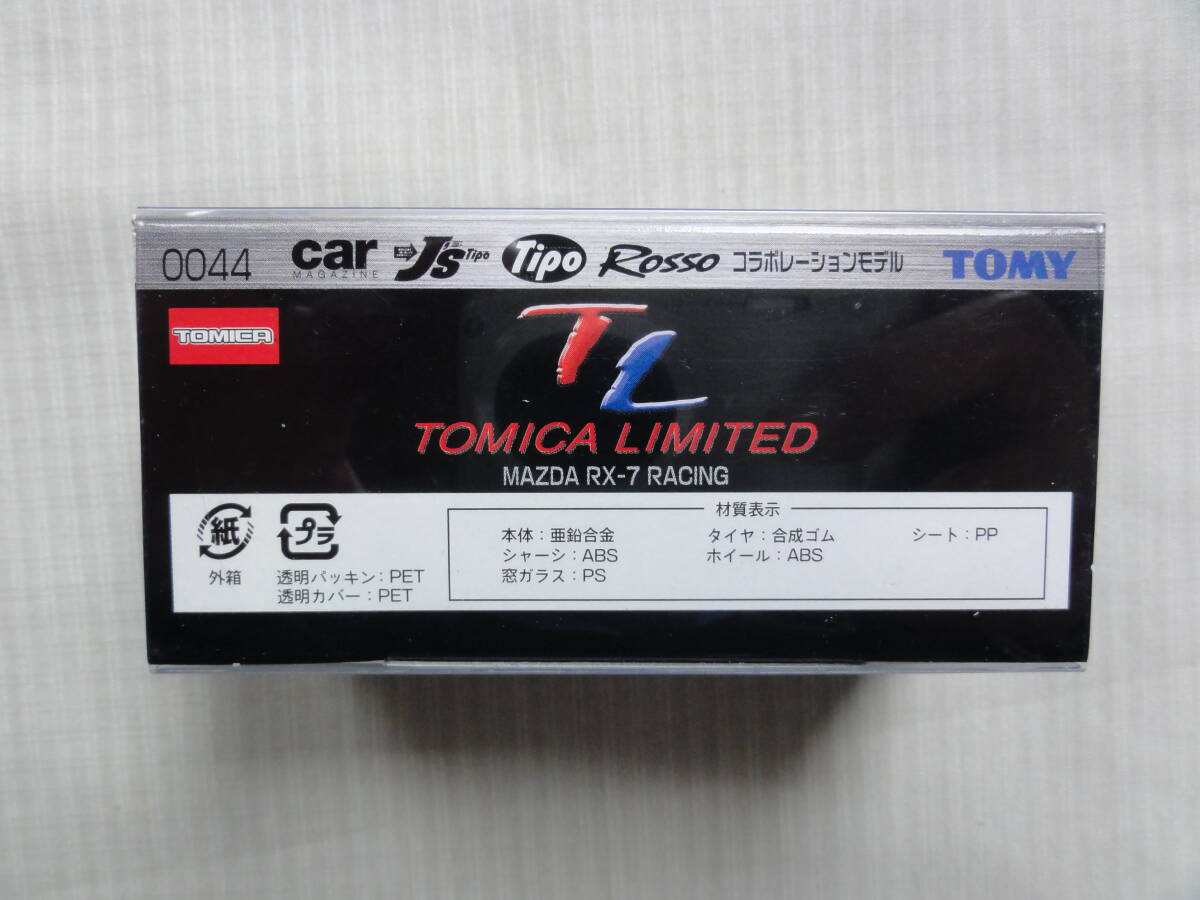 0044 car MAGAZINE J's Tipo Tipo Rosso コラボレーションモデル TOMY
TOMICA
TL
TOMICA LIMITED
MAZDA RX-7 RACING
材質表示
紙 プラ
本体：亜鉛合金 タイヤ：合成ゴム シート：PP
シャーシ：ABS ホイール：ABS
窓ガラス：PS
外箱 透明パッキン：PET
透明カバー：PET